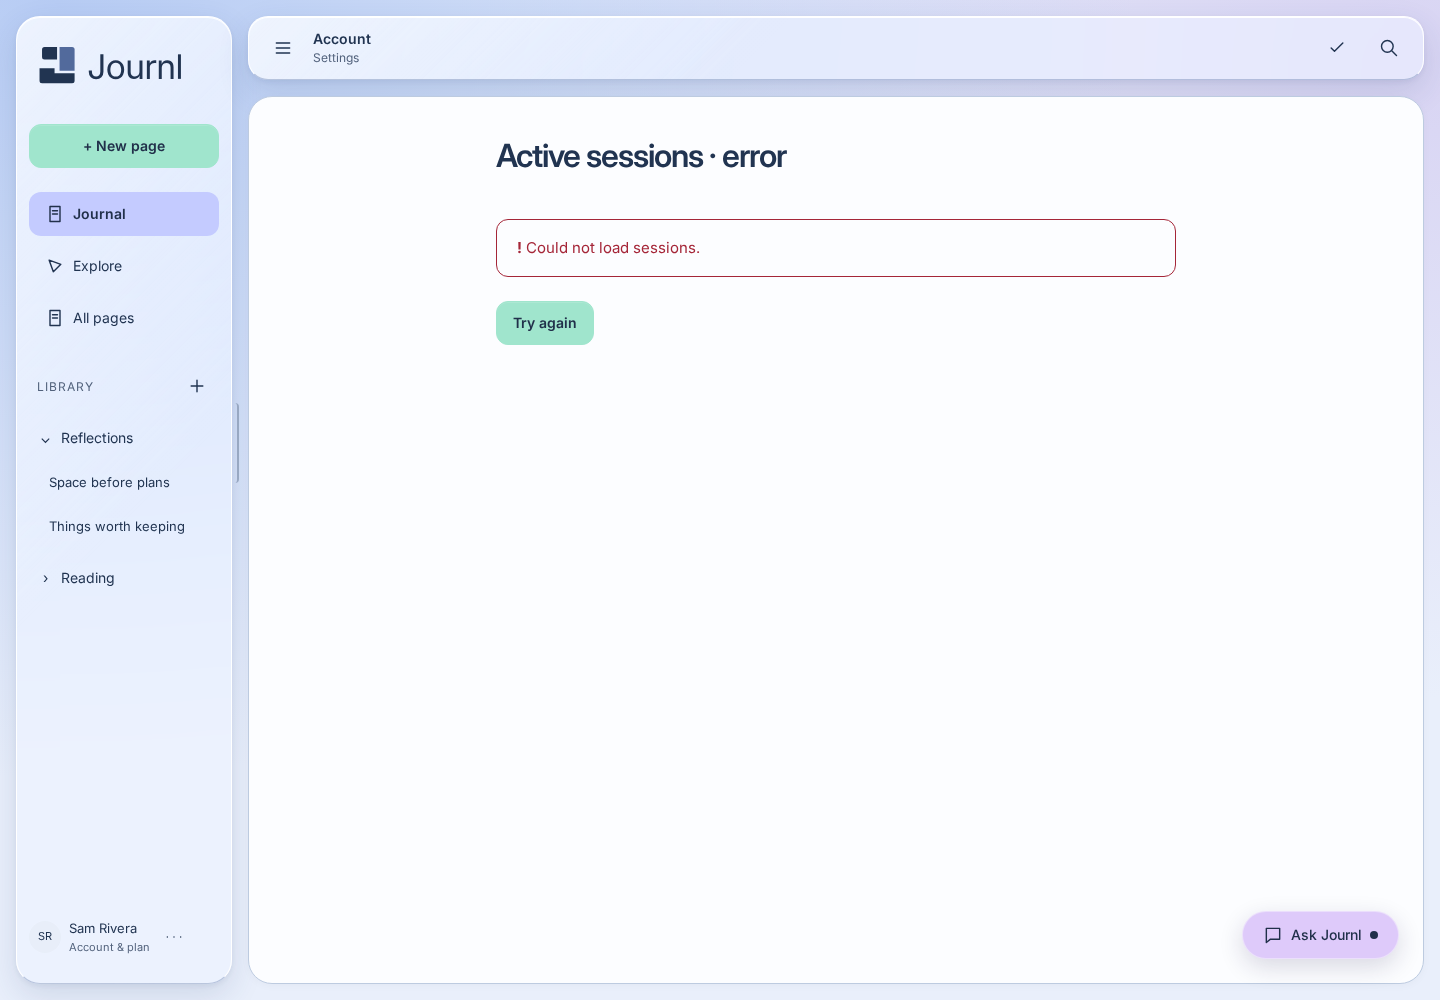 Journl
+ New page
Journal
Explore
All pages
LIBRARY
Reflections
Space before plans
Things worth keeping
Reading
SR
Sam Rivera
Account & plan
Account
Settings
Active sessions · error
! Could not load sessions.
Try again
Ask Journl